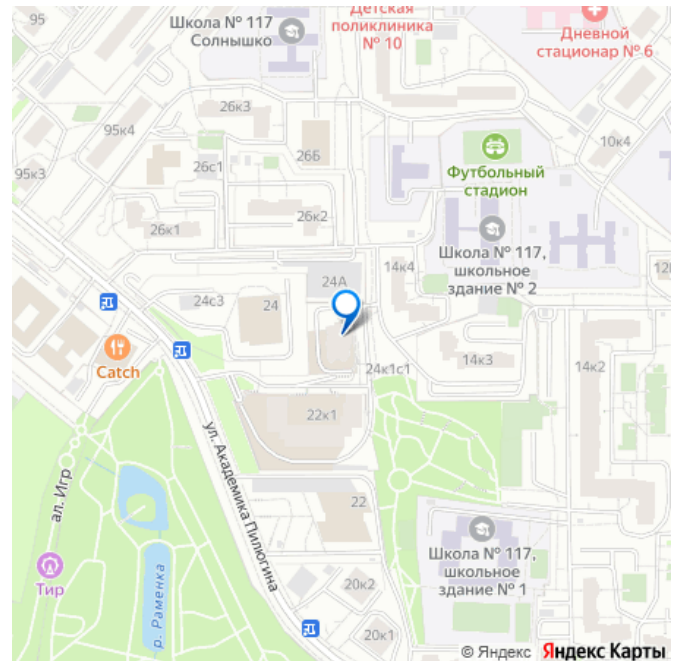 95
Школа № 117
Солнышко
Детская
поликлиника
№ 10
Дневной
стационар № 6
26к3
95к4
26Б
10к4
95к3
26с1
Футбольный
стадион
26к2
26к1
Школа № 117,
школьное
здание № 2
14к4
24А
24с3
24
Catch
24к1с1
14к3
14к2
22к1
ул. Академика Пилюгина
ал. Игр
22
Школа № 117,
школьное
здание № 1
Тир
р. Раменка
20к2
20к1
© Яндекс Яндекс Карты